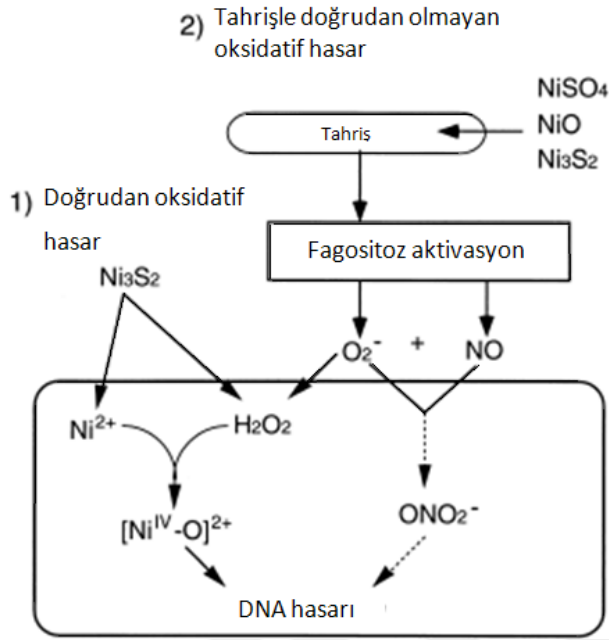 2) Tahrişle doğrudan olmayan
oksidatif hasar
NiSO4
NiO
Ni3S2
Tahriş
1) Doğrudan oksidatif
hasar
Fagositoz aktivasyon
Ni3S2
O2⁻ + NO
Ni²⁺
H2O2
[Niᴵⱽ-O]²⁺
ONO2⁻
DNA hasarı